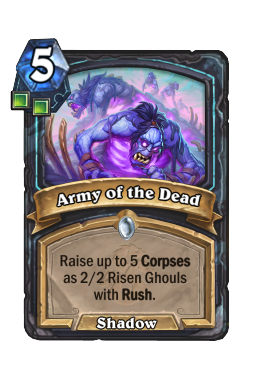 5
Army of the Dead
Raise up to 5 Corpses
as 2/2 Risen Ghouls
with Rush.
Shadow